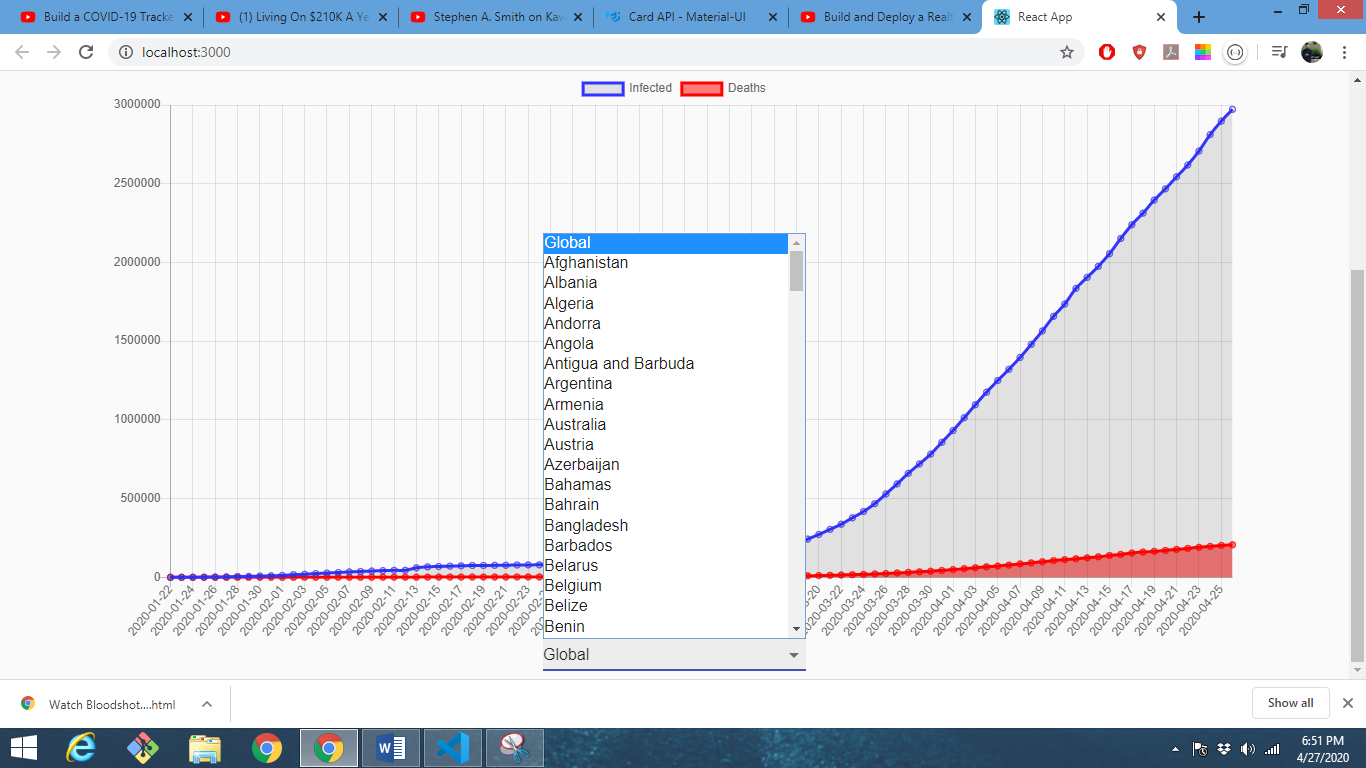 Build a COVID-19 Tracke
(1) Living On $210K A Ye
Stephen A. Smith on Kaw
Card API - Material-UI
Build and Deploy a Realt
React App
localhost:3000
Infected
Deaths
3000000
2500000
2000000
1500000
1000000
500000
0
Global
Afghanistan
Albania
Algeria
Andorra
Angola
Antigua and Barbuda
Argentina
Armenia
Australia
Austria
Azerbaijan
Bahamas
Bahrain
Bangladesh
Barbados
Belarus
Belgium
Belize
Benin
Global
2020-01-22
2020-01-24
2020-01-26
2020-01-28
2020-01-30
2020-02-01
2020-02-03
2020-02-05
2020-02-07
2020-02-09
2020-02-11
2020-02-13
2020-02-15
2020-02-17
2020-02-19
2020-02-21
2020-02-23
2020-03-22
2020-03-24
2020-03-26
2020-03-28
2020-03-30
2020-04-01
2020-04-03
2020-04-05
2020-04-07
2020-04-09
2020-04-11
2020-04-13
2020-04-15
2020-04-17
2020-04-19
2020-04-21
2020-04-23
2020-04-25
Watch Bloodshot....html
Show all
6:51 PM
4/27/2020